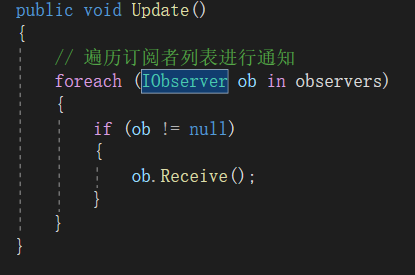 public void Update()
{
// 遍历订阅者列表进行通知
foreach (IObserver ob in observers)
{
if (ob != null)
{
ob.Receive();
}
}
}